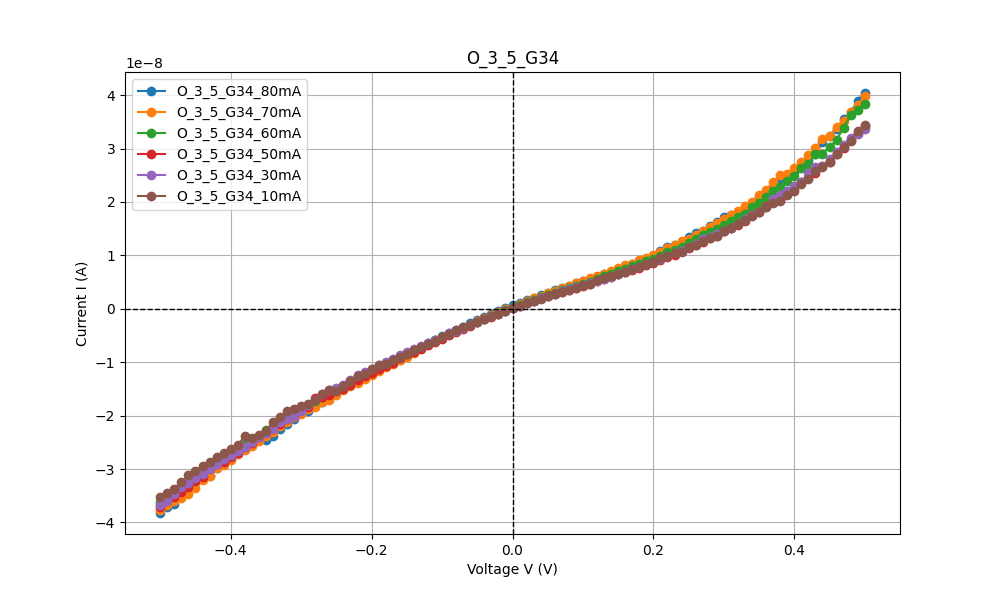 O_3_5_G34
1e−8
O_3_5_G34_80mA
O_3_5_G34_70mA
O_3_5_G34_60mA
O_3_5_G34_50mA
O_3_5_G34_30mA
O_3_5_G34_10mA
4
3
2
1
0
−1
−2
−3
−4
Current I (A)
−0.4
−0.2
0.0
0.2
0.4
Voltage V (V)